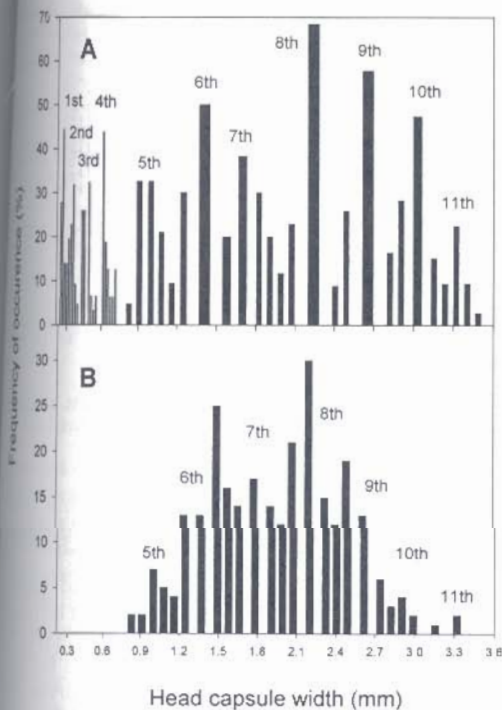 Frequency of occurence (%)
70
60
50
40
30
20
10
0
A
1st
2nd
3rd
4th
5th
6th
7th
8th
9th
10th
11th
30
25
20
15
10
5
0
B
5th
6th
7th
8th
9th
10th
11th
0.3 0.6 0.9 1.2 1.5 1.8 2.1 2.4 2.7 3.0 3.3 3.6
Head capsule width (mm)